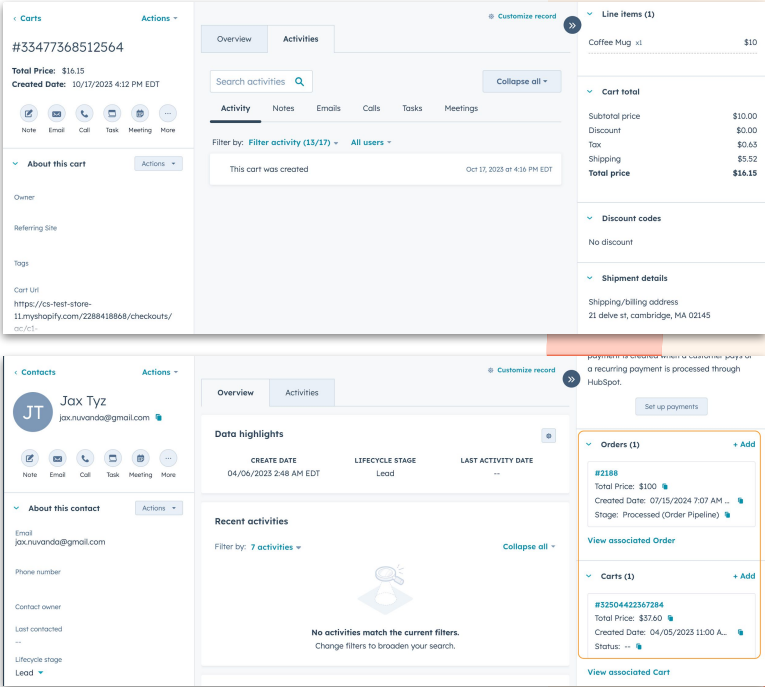 ‹ Carts
Actions
#33477368512564
Total Price: $16.15
Created Date: 10/17/2023 4:12 PM EDT
Note Email Call Task Meeting More
About this cart
Actions
Owner
Referring Site
Tags
Cart Url
https://cs-test-store-
11.myshopify.com/2288418868/checkouts/
ac/c1-
Customize record
Overview
Activities
Search activities
Collapse all
Activity Notes Emails Calls Tasks Meetings
Filter by: Filter activity (13/17) All users
This cart was created
Oct 17, 2023 at 4:16 PM EDT
»
Line items (1)
Coffee Mug x1 $10
Cart total
Subtotal price $10.00
Discount $0.00
Tax $0.63
Shipping $5.52
Total price $16.15
Discount codes
No discount
Shipment details
Shipping/billing address
21 delve st, cambridge, MA 02145
‹ Contacts
Actions
JT
Jax Tyz
jax.nuvanda@gmail.com
Note Email Call Task Meeting More
About this contact
Actions
Email
jax.nuvanda@gmail.com
Phone number
Contact owner
Last contacted
--
Lifecycle stage
Lead
Customize record
Overview
Activities
Data highlights
CREATE DATE LIFECYCLE STAGE LAST ACTIVITY DATE
04/06/2023 2:48 AM EDT Lead --
Recent activities
Filter by: 7 activities
Collapse all
No activities match the current filters.
Change filters to broaden your search.
»
payment is created when a customer pays or
a recurring payment is processed through
HubSpot.
Set up payments
Orders (1)
+ Add
#2188
Total Price: $100
Created Date: 07/15/2024 7:07 AM ...
Stage: Processed (Order Pipeline)
View associated Order
Carts (1)
+ Add
#32504422367284
Total Price: $37.60
Created Date: 04/05/2023 11:00 A...
Status: --
View associated Cart